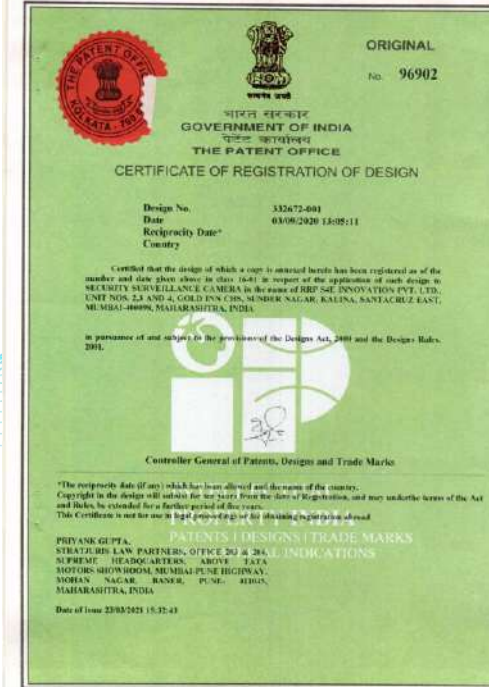 THE PATENT OFFICE
KOLKATA - 700
सत्यमेव जयते
ORIGINAL
No. 96902
भारत सरकार
GOVERNMENT OF INDIA
पेटेंट कार्यालय
THE PATENT OFFICE
CERTIFICATE OF REGISTRATION OF DESIGN
Design No. 332672-001
Date 03/09/2020 13:05:11
Reciprocity Date*
Country
Certified that the design of which a copy is annexed hereto has been registered as of the
number and date given above in class 16-01 in respect of the application of such design to
SECURITY SURVEILLANCE CAMERA in the name of RRP S4E INNOVATION PVT. LTD.,
UNIT NOS. 2,3 AND 4, GOLD INN CHS, SUNDER NAGAR, KALINA, SANTACRUZ EAST,
MUMBAI-400098, MAHARASHTRA, INDIA
in pursuance of and subject to the provisions of the Designs Act, 2000 and the Designs Rules,
2001.
Controller General of Patents, Designs and Trade Marks
*The reciprocity date (if any) which has been allowed and the name of the country.
Copyright in the design will subsist for ten years from the date of Registration, and may under the terms of the Act
and Rules, be extended for a further period of five years.
This Certificate is not for use in legal proceedings or for obtaining registration abroad
PROPERTY INDIA
PATENTS | DESIGNS | TRADE MARKS
INDICATIONS
PRIYANK GUPTA,
STRATJURIS LAW PARTNERS, OFFICE 203 & 204,
SUPREME HEADQUARTERS, ABOVE TATA
MOTORS SHOWROOM, MUMBAI-PUNE HIGHWAY,
MOHAN NAGAR, BANER, PUNE- 411045,
MAHARASHTRA, INDIA
Date of Issue 23/03/2021 15:32:43